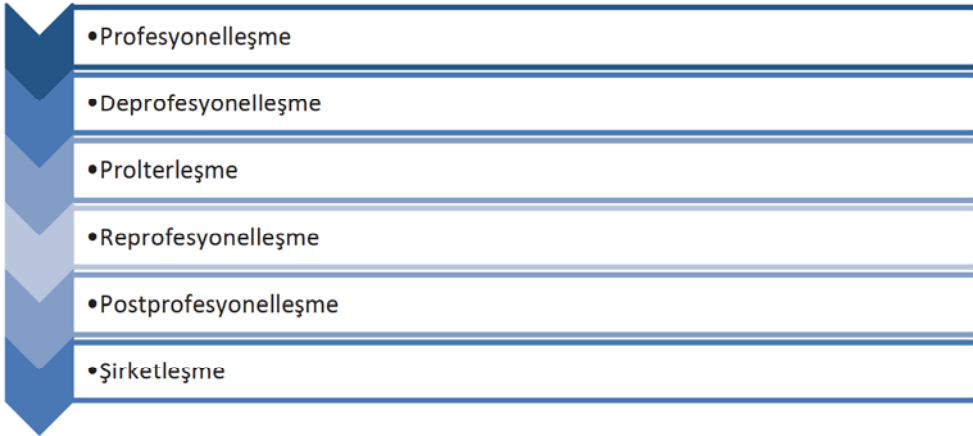 •Profesyonelleşme
•Deprofesyonelleşme
•Prolterleşme
•Reprofesyonelleşme
•Postprofesyonelleşme
•Şirketleşme